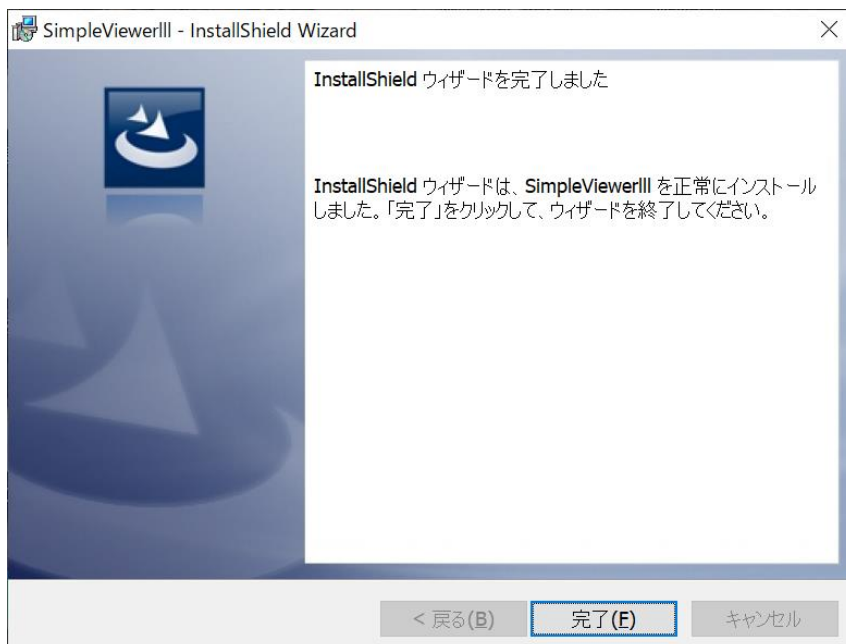 SimpleViewerIII - InstallShield Wizard
InstallShield ウィザードを完了しました
InstallShield ウィザードは、SimpleViewerIII を正常にインストール
しました。「完了」をクリックして、ウィザードを終了してください。
< 戻る(B)
完了(F)
キャンセル